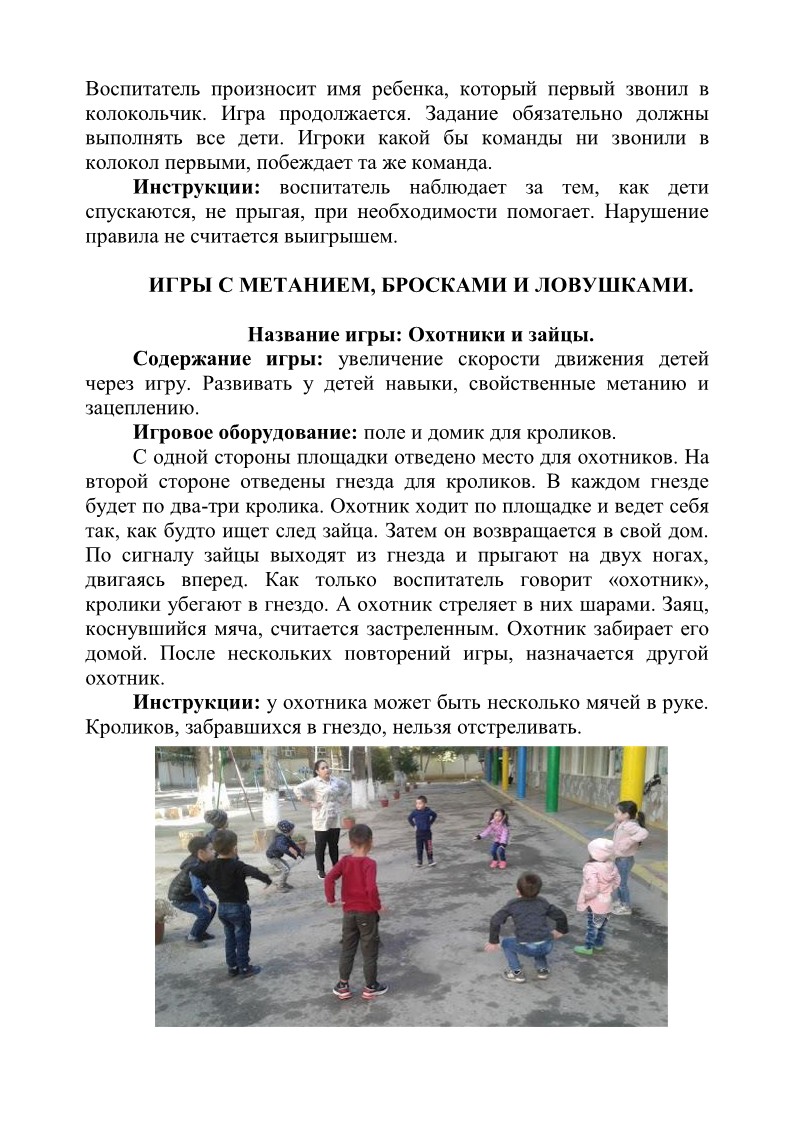 Воспитатель произносит имя ребенка, который первый звонил в
колокольчик. Игра продолжается. Задание обязательно должны
выполнять все дети. Игроки какой бы команды ни звонили в
колокол первыми, побеждает та же команда.
Инструкции: воспитатель наблюдает за тем, как дети
спускаются, не прыгая, при необходимости помогает. Нарушение
правила не считается выигрышем.
ИГРЫ С МЕТАНИЕМ, БРОСКАМИ И ЛОВУШКАМИ.
Название игры: Охотники и зайцы.
Содержание игры: увеличение скорости движения детей
через игру. Развивать у детей навыки, свойственные метанию и
зацеплению.
Игровое оборудование: поле и домик для кроликов.
С одной стороны площадки отведено место для охотников. На
второй стороне отведены гнезда для кроликов. В каждом гнезде
будет по два-три кролика. Охотник ходит по площадке и ведет себя
так, как будто ищет след зайца. Затем он возвращается в свой дом.
По сигналу зайцы выходят из гнезда и прыгают на двух ногах,
двигаясь вперед. Как только воспитатель говорит «охотник»,
кролики убегают в гнездо. А охотник стреляет в них шарами. Заяц,
коснувшийся мяча, считается застреленным. Охотник забирает его
домой. После нескольких повторений игры, назначается другой
охотник.
Инструкции: у охотника может быть несколько мячей в руке.
Кроликов, забравшихся в гнездо, нельзя отстреливать.